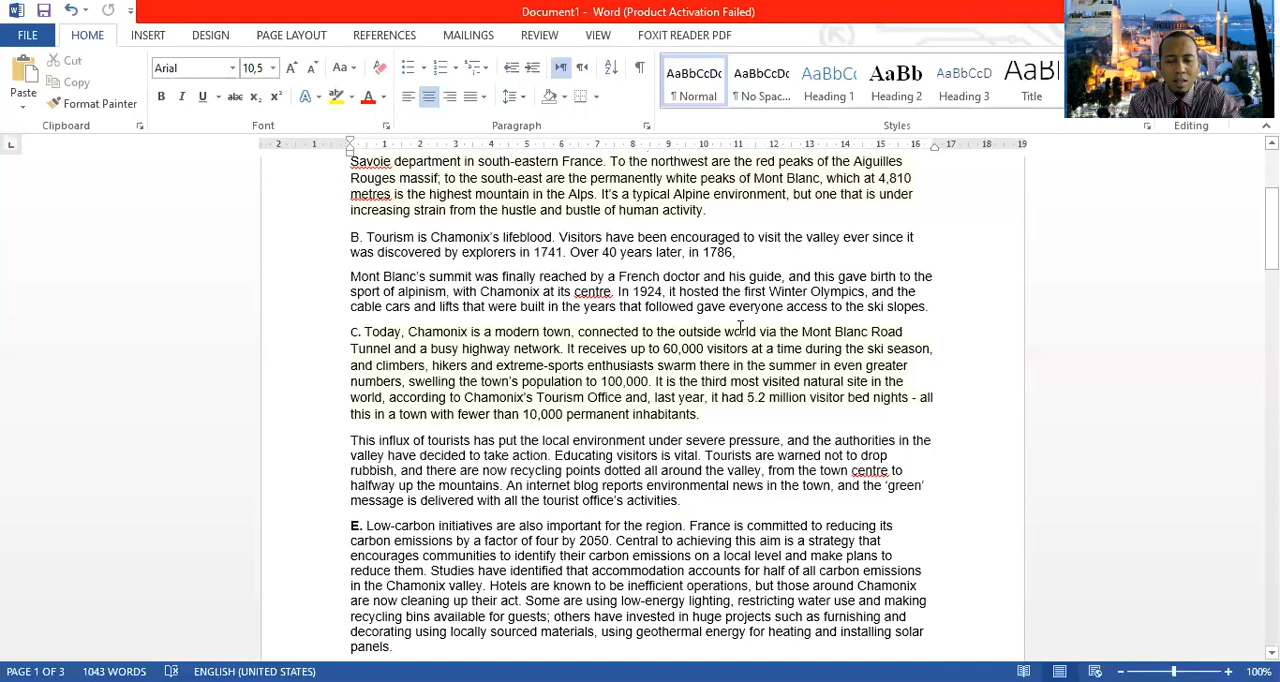 Document1 - Word (Product Activation Failed)
FILE HOME INSERT DESIGN PAGE LAYOUT REFERENCES MAILINGS REVIEW VIEW FOXIT READER PDF
Paste Cut
Copy
Format Painter
Clipboard
Arial 10,5
Font
Paragraph
AaBbCcDc AaBbCcDc AaBbCc AaBb AaBbCcD AaBb
¶ Normal ¶ No Spac... Heading 1 Heading 2 Heading 3 Title
Styles
Editing
2 1 1 2 3 4 5 6 7 8 9 10 11 12 13 14 15 16 17 18 19
Savoie department in south-eastern France. To the northwest are the red peaks of the Aiguilles
Rouges massif; to the south-east are the permanently white peaks of Mont Blanc, which at 4,810
metres is the highest mountain in the Alps. It's a typical Alpine environment, but one that is under
increasing strain from the hustle and bustle of human activity.
B. Tourism is Chamonix's lifeblood. Visitors have been encouraged to visit the valley ever since it
was discovered by explorers in 1741. Over 40 years later, in 1786,
Mont Blanc's summit was finally reached by a French doctor and his guide, and this gave birth to the
sport of alpinism, with Chamonix at its centre. In 1924, it hosted the first Winter Olympics, and the
cable cars and lifts that were built in the years that followed gave everyone access to the ski slopes.
C. Today, Chamonix is a modern town, connected to the outside world via the Mont Blanc Road
Tunnel and a busy highway network. It receives up to 60,000 visitors at a time during the ski season,
and climbers, hikers and extreme-sports enthusiasts swarm there in the summer in even greater
numbers, swelling the town's population to 100,000. It is the third most visited natural site in the
world, according to Chamonix's Tourism Office and, last year, it had 5.2 million visitor bed nights - all
this in a town with fewer than 10,000 permanent inhabitants.
This influx of tourists has put the local environment under severe pressure, and the authorities in the
valley have decided to take action. Educating visitors is vital. Tourists are warned not to drop
rubbish, and there are now recycling points dotted all around the valley, from the town centre to
halfway up the mountains. An internet blog reports environmental news in the town, and the 'green'
message is delivered with all the tourist office's activities.
E. Low-carbon initiatives are also important for the region. France is committed to reducing its
carbon emissions by a factor of four by 2050. Central to achieving this aim is a strategy that
encourages communities to identify their carbon emissions on a local level and make plans to
reduce them. Studies have identified that accommodation accounts for half of all carbon emissions
in the Chamonix valley. Hotels are known to be inefficient operations, but those around Chamonix
are now cleaning up their act. Some are using low-energy lighting, restricting water use and making
recycling bins available for guests; others have invested in huge projects such as furnishing and
decorating using locally sourced materials, using geothermal energy for heating and installing solar
panels.
PAGE 1 OF 3 1043 WORDS ENGLISH (UNITED STATES) 100%